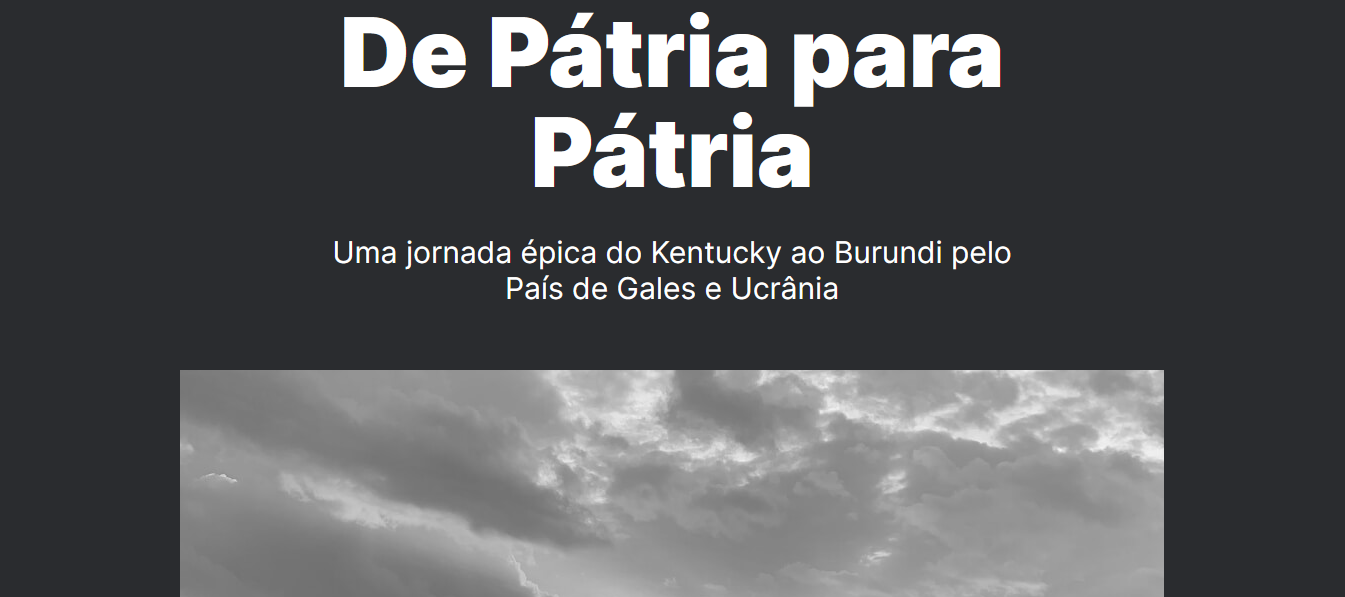 De Pátria para
Pátria
Uma jornada épica do Kentucky ao Burundi pelo
País de Gales e Ucrânia